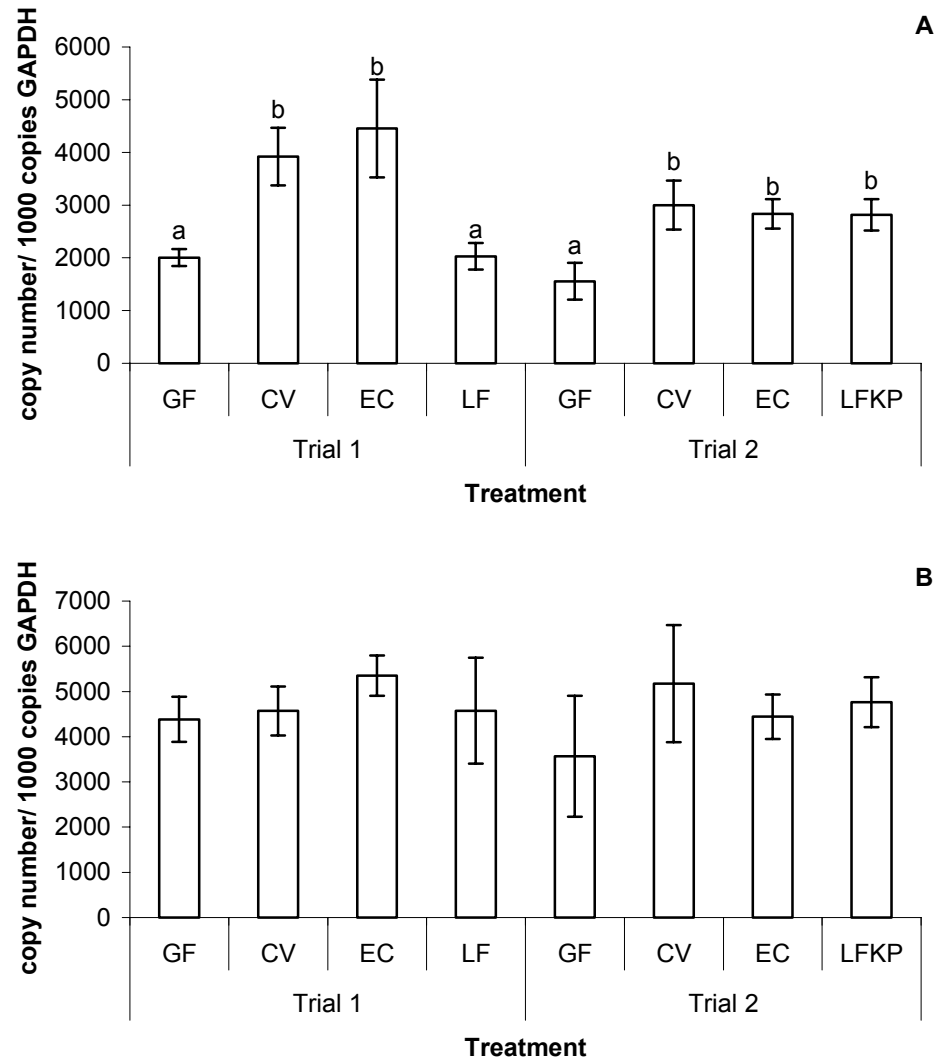 A
copy number/ 1000 copies GAPDH
6000
5000
4000
3000
2000
1000
0
a b b a a b b b
GF CV EC LF GF CV EC LFKP
Trial 1 Trial 2
Treatment
B
copy number/ 1000 copies GAPDH
7000
6000
5000
4000
3000
2000
1000
0
GF CV EC LF GF CV EC LFKP
Trial 1 Trial 2
Treatment